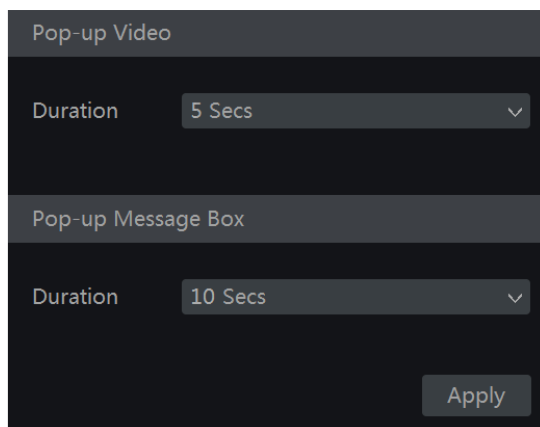 Pop-up Video
Duration 5 Secs
Pop-up Message Box
Duration 10 Secs
Apply